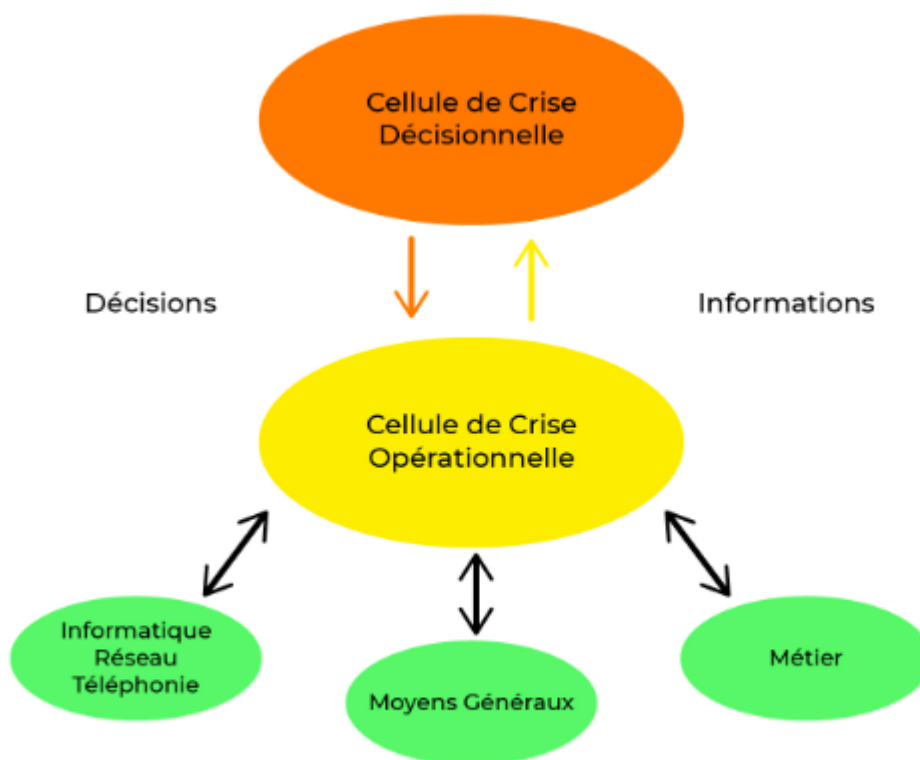 Cellule de Crise
Décisionnelle
Décisions
Informations
Cellule de Crise
Opérationnelle
Informatique
Réseau
Téléphonie
Moyens Généraux
Métier